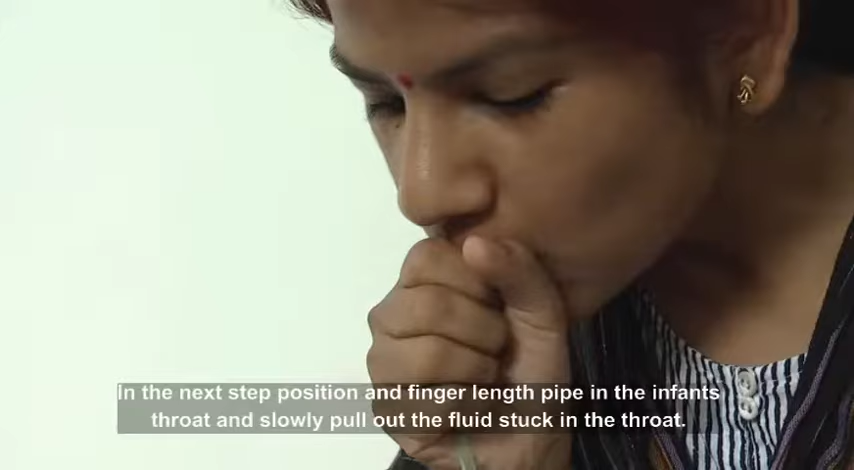 In the next step position and finger length pipe in the infants
throat and slowly pull out the fluid stuck in the throat.